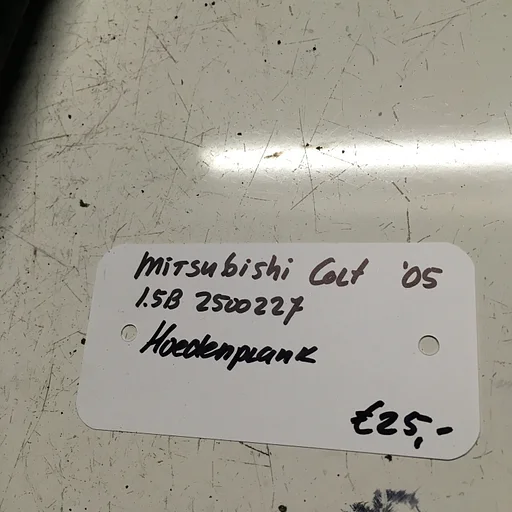 Mitsubishi Colt '05
1.5B 2500227
Hoedenplank
€25,-